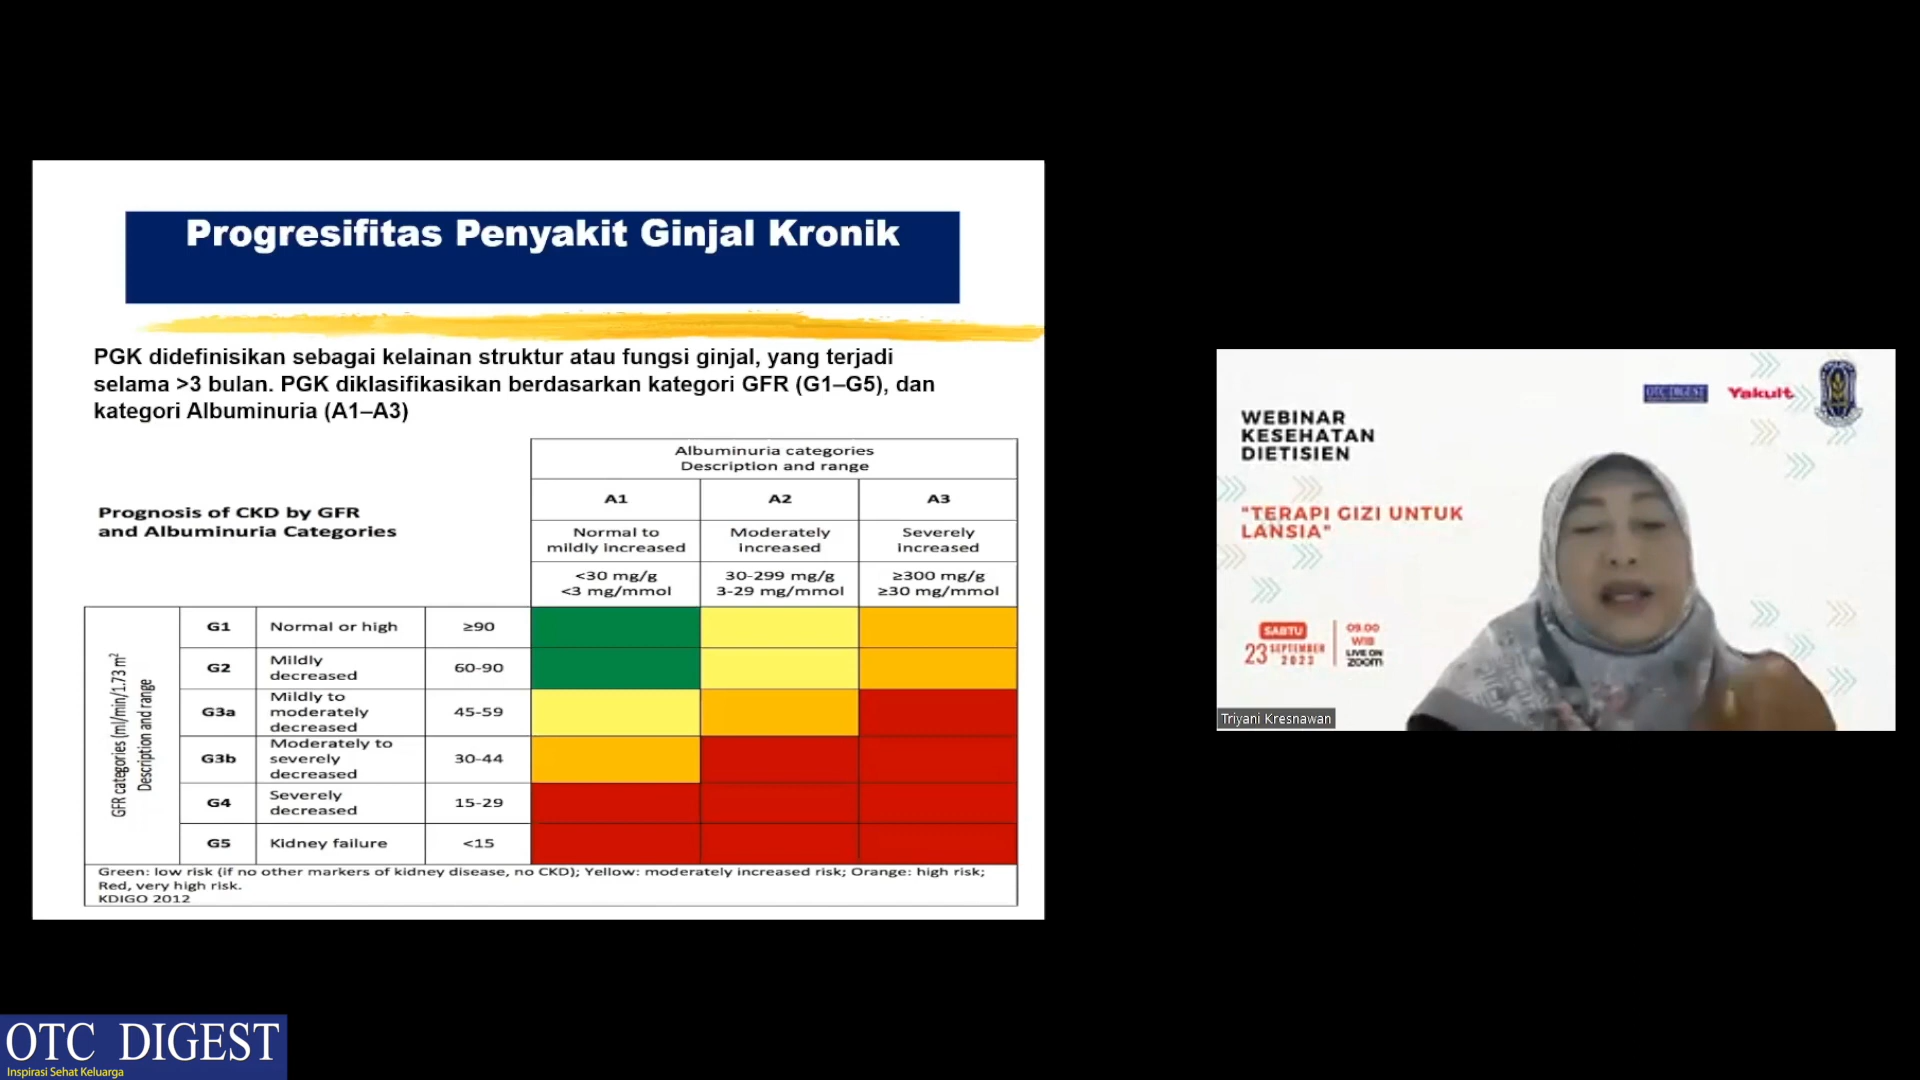 Progresifitas Penyakit Ginjal Kronik
PGK didefinisikan sebagai kelainan struktur atau fungsi ginjal, yang terjadi
selama >3 bulan. PGK diklasifikasikan berdasarkan kategori GFR (G1–G5), dan
kategori Albuminuria (A1–A3)
Prognosis of CKD by GFR
and Albuminuria Categories
Albuminuria categories
Description and range
A1
A2
A3
Normal to
mildly increased
Moderately
increased
Severely
increased
<30 mg/g
<3 mg/mmol
30-299 mg/g
3-29 mg/mmol
≥300 mg/g
≥30 mg/mmol
GFR categories (ml/min/1.73 m²
Description and range
G1
Normal or high
≥90
G2
Mildly
decreased
60-90
G3a
Mildly to
moderately
decreased
45-59
G3b
Moderately to
severely
decreased
30-44
G4
Severely
decreased
15-29
G5
Kidney failure
<15
Green: low risk (if no other markers of kidney disease, no CKD); Yellow: moderately increased risk; Orange: high risk;
Red, very high risk.
KDIGO 2012
OTC DIGEST
Yakult
WEBINAR
KESEHATAN
DIETISIEN
"TERAPI GIZI UNTUK
LANSIA"
SABTU
23 SEPTEMBER
2023
09.00
WIB
LIVE ON
zoom
Triyani Kresnawan
OTC DIGEST
Inspirasi Sehat Keluarga